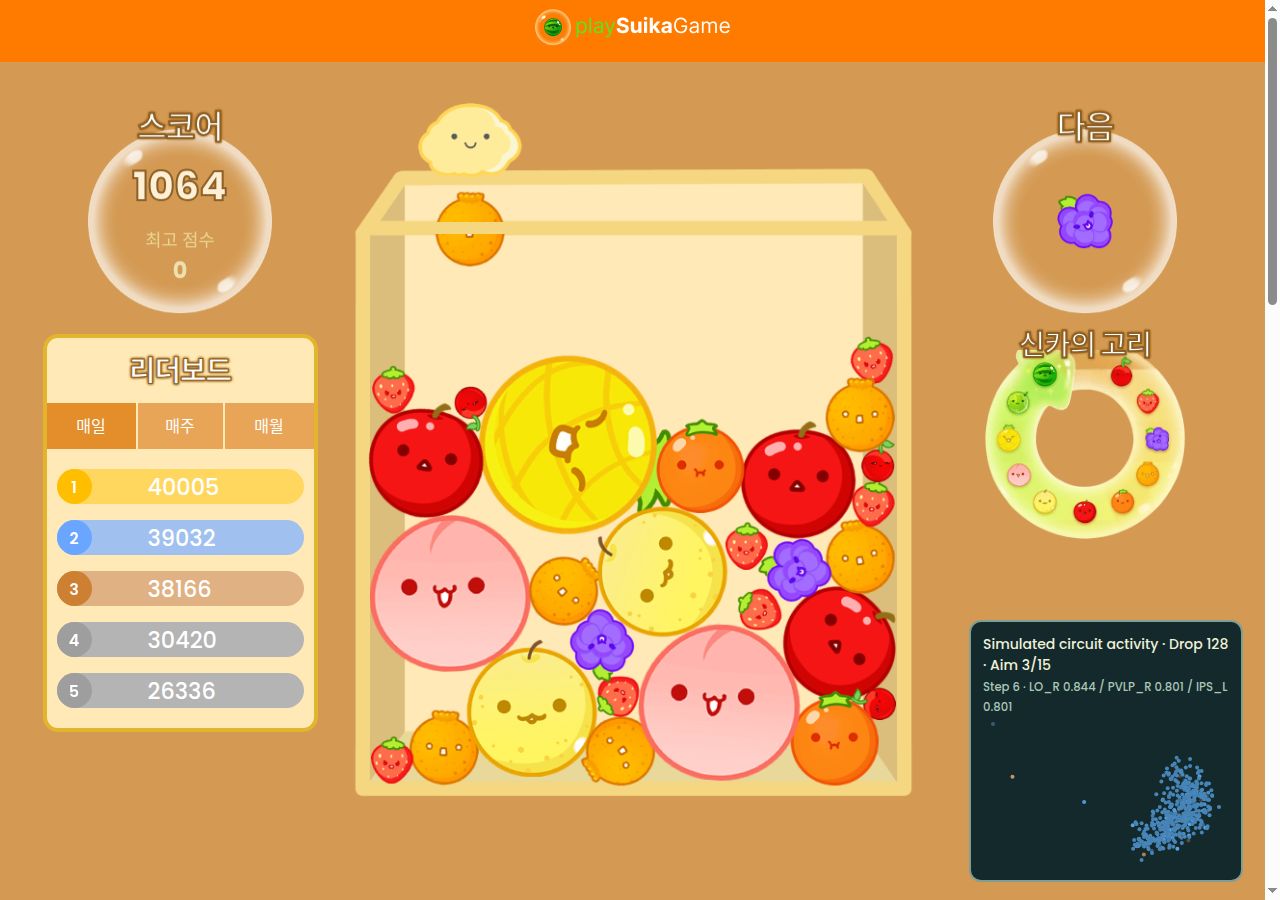 playSuikaGame
스코어
1064
최고 점수
0
리더보드
매일
매주
매월
1
40005
2
39032
3
38166
4
30420
5
26336
다음
신카의 고리
Simulated circuit activity · Drop 128
· Aim 3/15
Step 6 · LO_R 0.844 / PVLP_R 0.801 / IPS_L
0.801